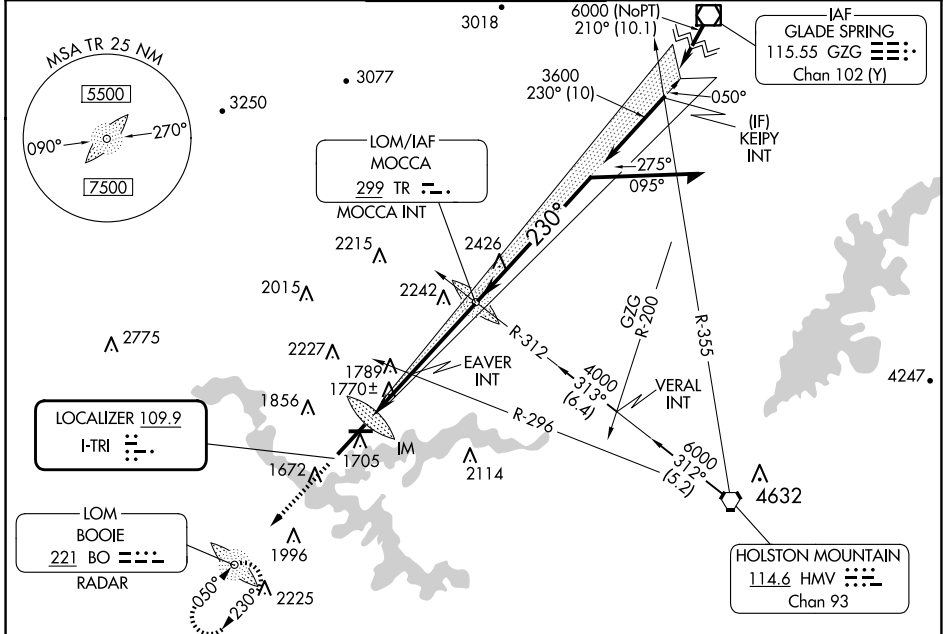 MSA TR 25 NM
5500
090°
270°
7500
3018
3077
3250
6000 (NoPT)
210° (10.1)
IAF
GLADE SPRING
115.55 GZG
Chan 102 (Y)
3600
230° (10)
050°
(IF)
KEIPY
INT
LOM/IAF
MOCCA
299 TR
MOCCA INT
275°
095°
230°
2215
2426
2015
2242
2775
2227
R-312
GZG
R-200
R-355
1789
1770±
EAVER
INT
4000
313°
(6.4)
VERAL
INT
4247
1856
R-296
LOCALIZER 109.9
I-TRI
IM
1705
1672
2114
6000
312°
(5.2)
4632
LOM
BOOIE
221 BO
RADAR
1996
050°
230°
2225
HOLSTON MOUNTAIN
114.6 HMV
Chan 93